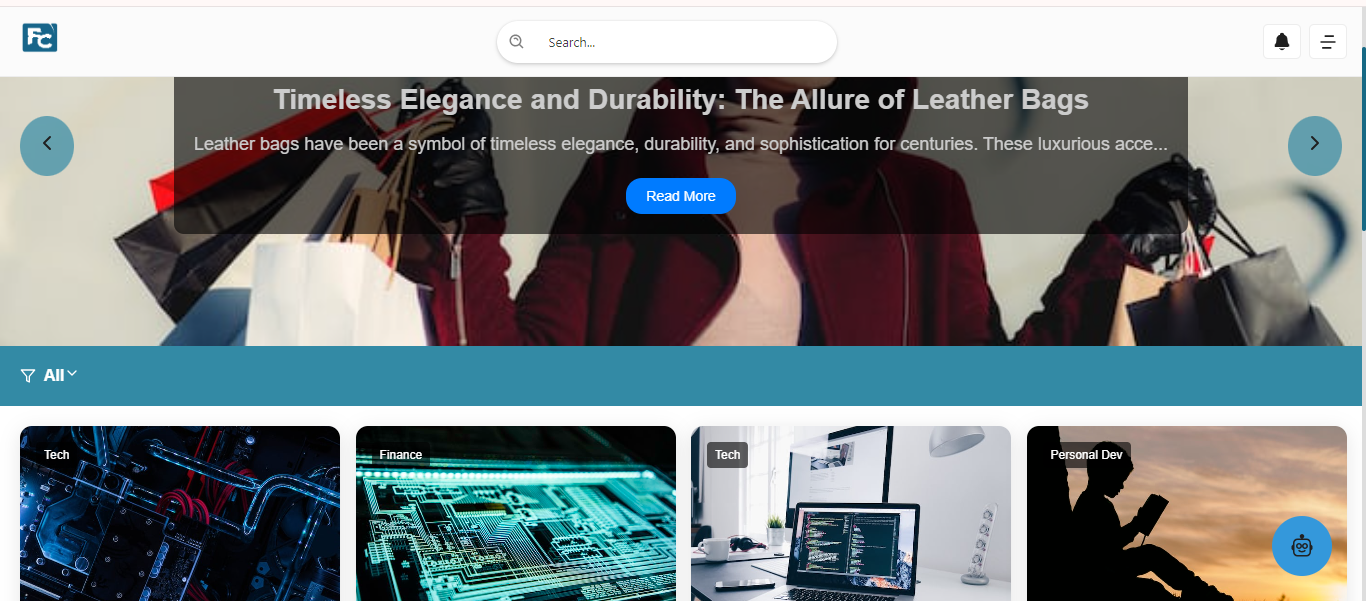 FC
Search...
Timeless Elegance and Durability: The Allure of Leather Bags
Leather bags have been a symbol of timeless elegance, durability, and sophistication for centuries. These luxurious acce...
Read More
All
Tech
Finance
Tech
Personal Dev